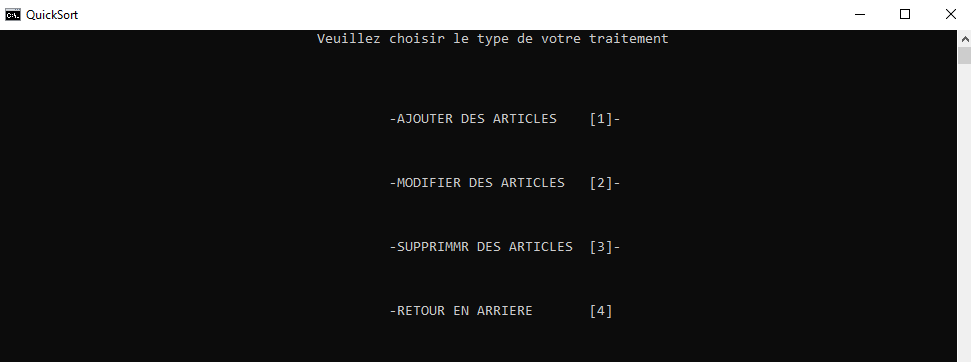 QuickSort
Veuillez choisir le type de votre traitement
-AJOUTER DES ARTICLES [1]-
-MODIFIER DES ARTICLES [2]-
-SUPPRIMMR DES ARTICLES [3]-
-RETOUR EN ARRIERE [4]